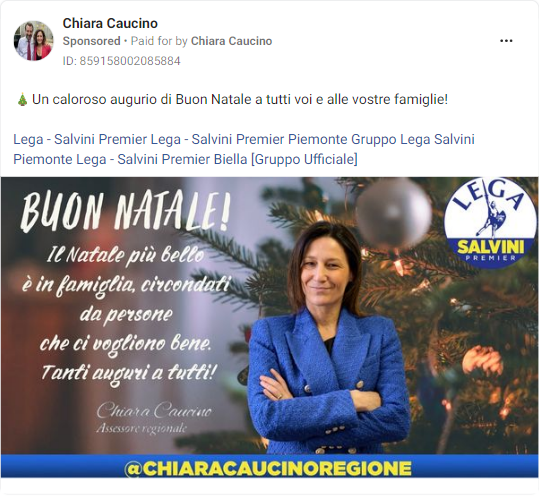 Chiara Caucino
Sponsored • Paid for by Chiara Caucino
ID: 859158002085884
🎄Un caloroso augurio di Buon Natale a tutti voi e alle vostre famiglie!
Lega - Salvini Premier Lega - Salvini Premier Piemonte Gruppo Lega Salvini
Piemonte Lega - Salvini Premier Biella [Gruppo Ufficiale]
BUON NATALE!
Il Natale più bello
è in famiglia, circondati
da persone
che ci vogliono bene.
Tanti auguri a tutti!
Chiara Caucino
Assessore regionale
LEGA
SALVINI
PREMIER
@CHIARACAUCINOREGIONE